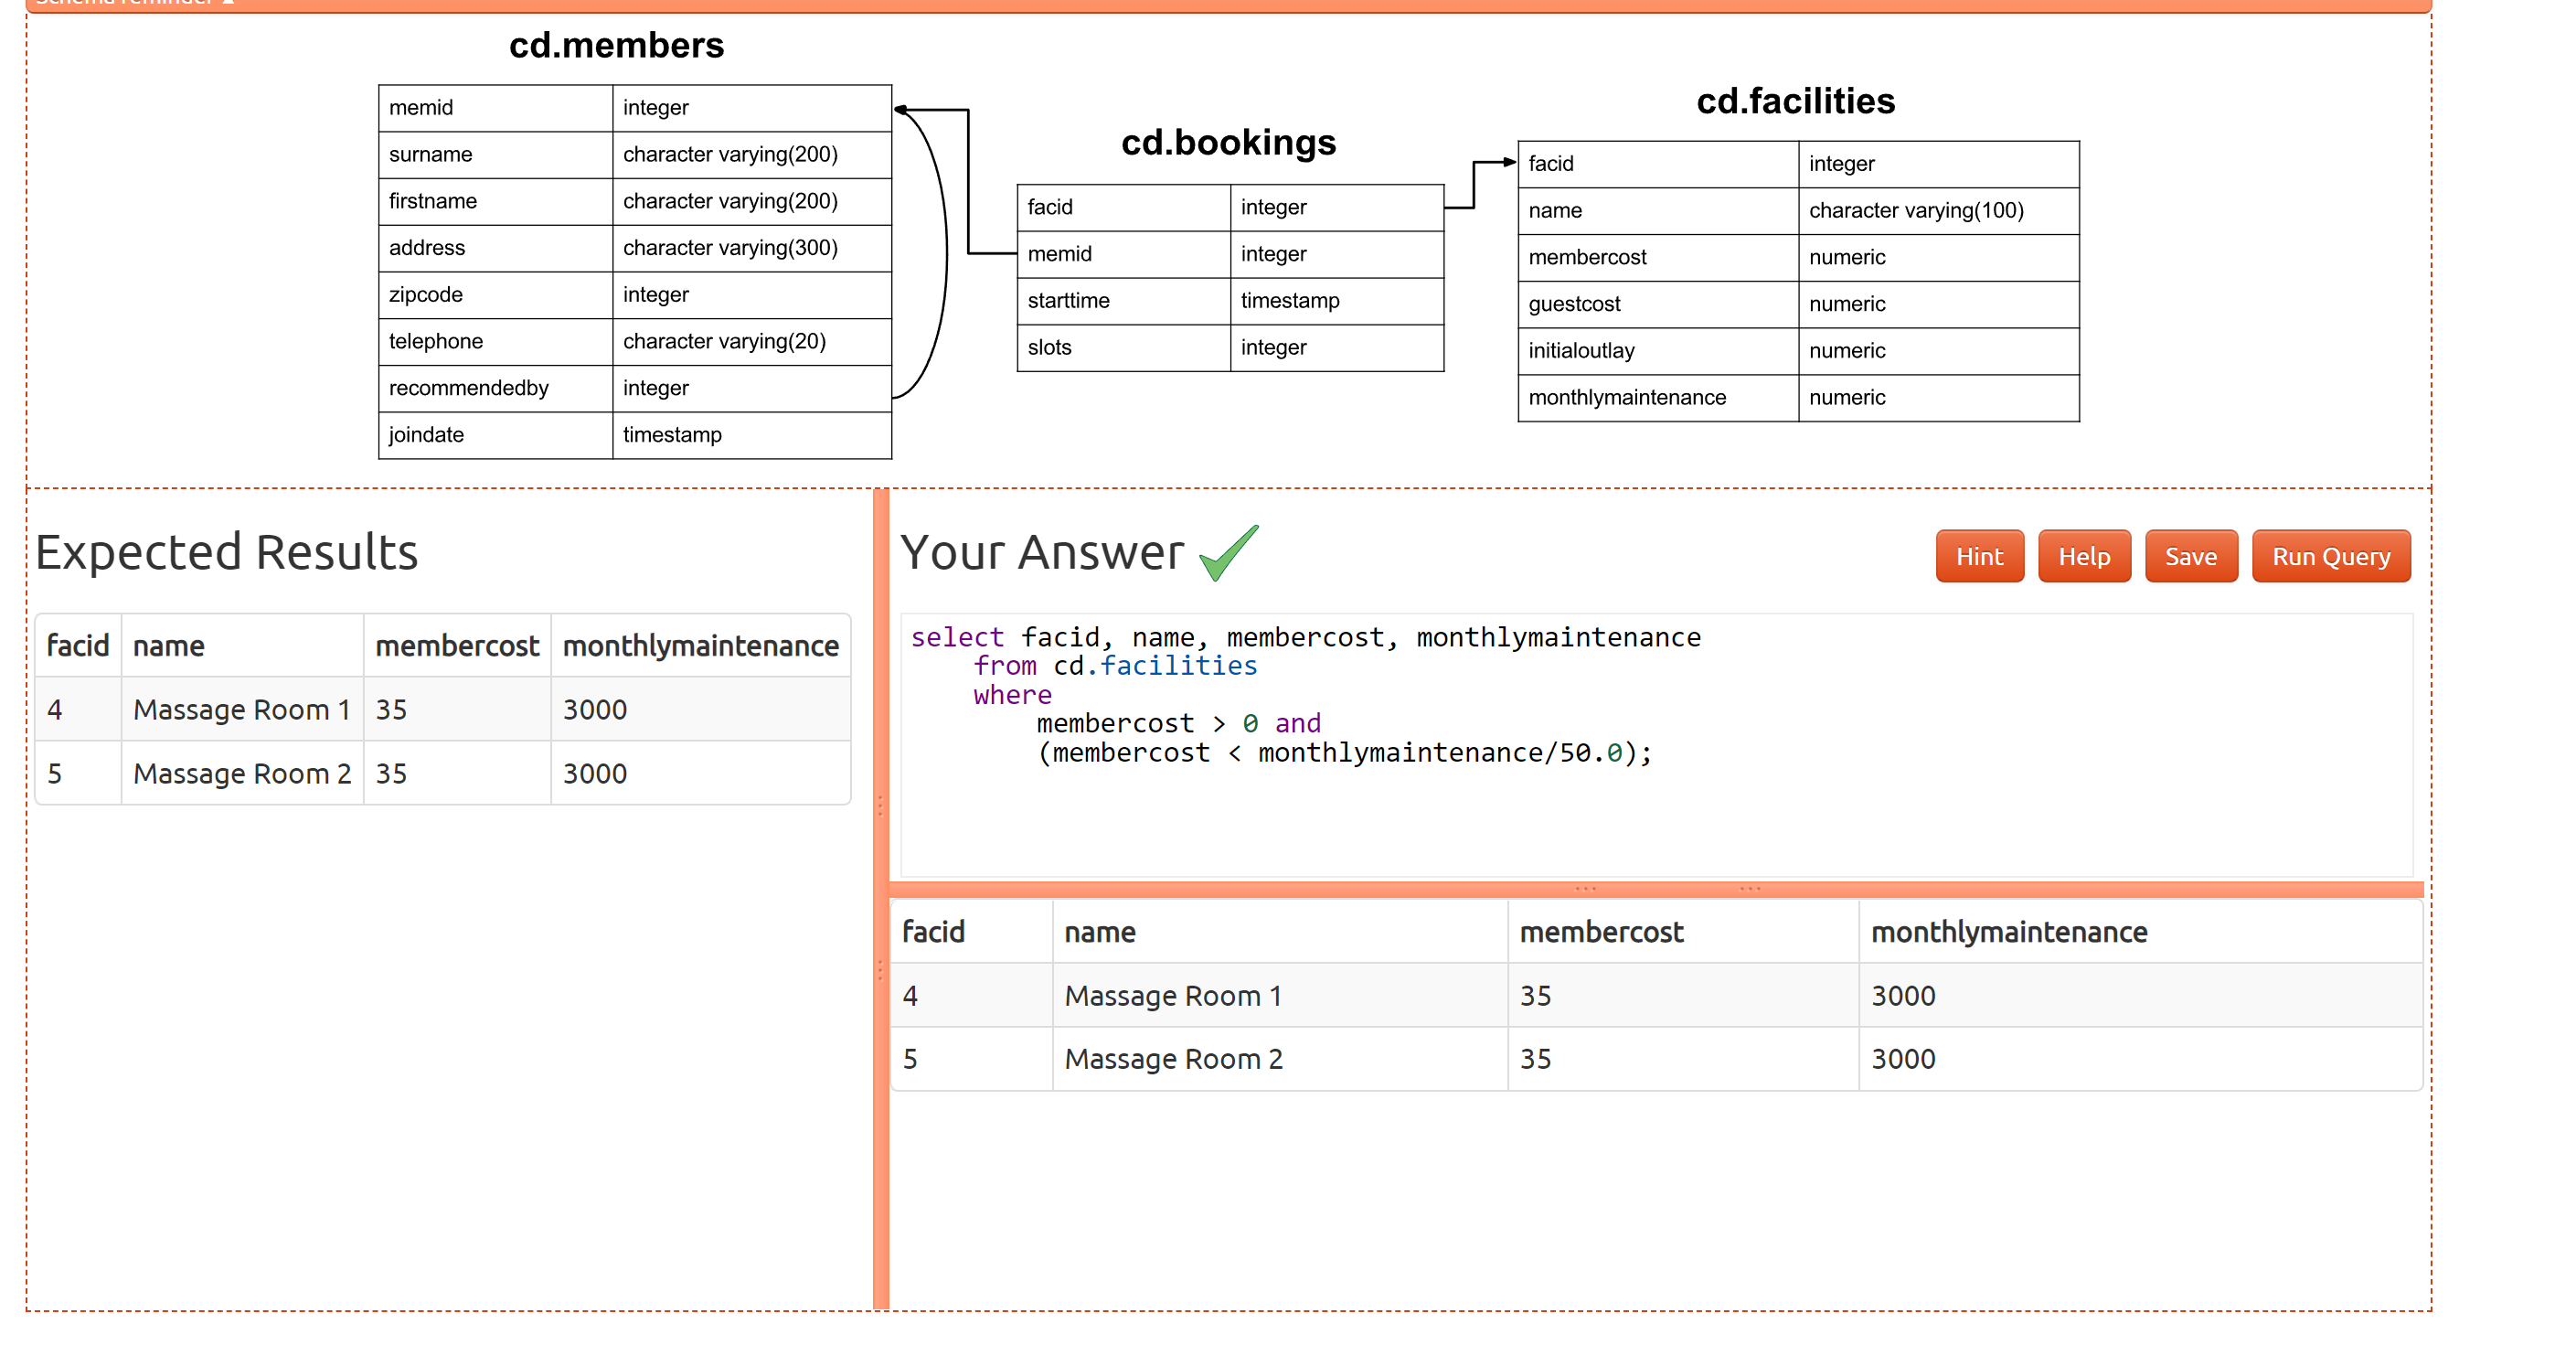 Schema reminder
cd.members
memid integer
surname character varying(200)
firstname character varying(200)
address character varying(300)
zipcode integer
telephone character varying(20)
recommendedby integer
joindate timestamp
cd.bookings
facid integer
memid integer
starttime timestamp
slots integer
cd.facilities
facid integer
name character varying(100)
membercost numeric
guestcost numeric
initialoutlay numeric
monthlymaintenance numeric
Expected Results
facid name membercost monthlymaintenance
4 Massage Room 1 35 3000
5 Massage Room 2 35 3000
Your Answer
Hint Help Save Run Query
select facid, name, membercost, monthlymaintenance
from cd.facilities
where
membercost > 0 and
(membercost < monthlymaintenance/50.0);
facid name membercost monthlymaintenance
4 Massage Room 1 35 3000
5 Massage Room 2 35 3000